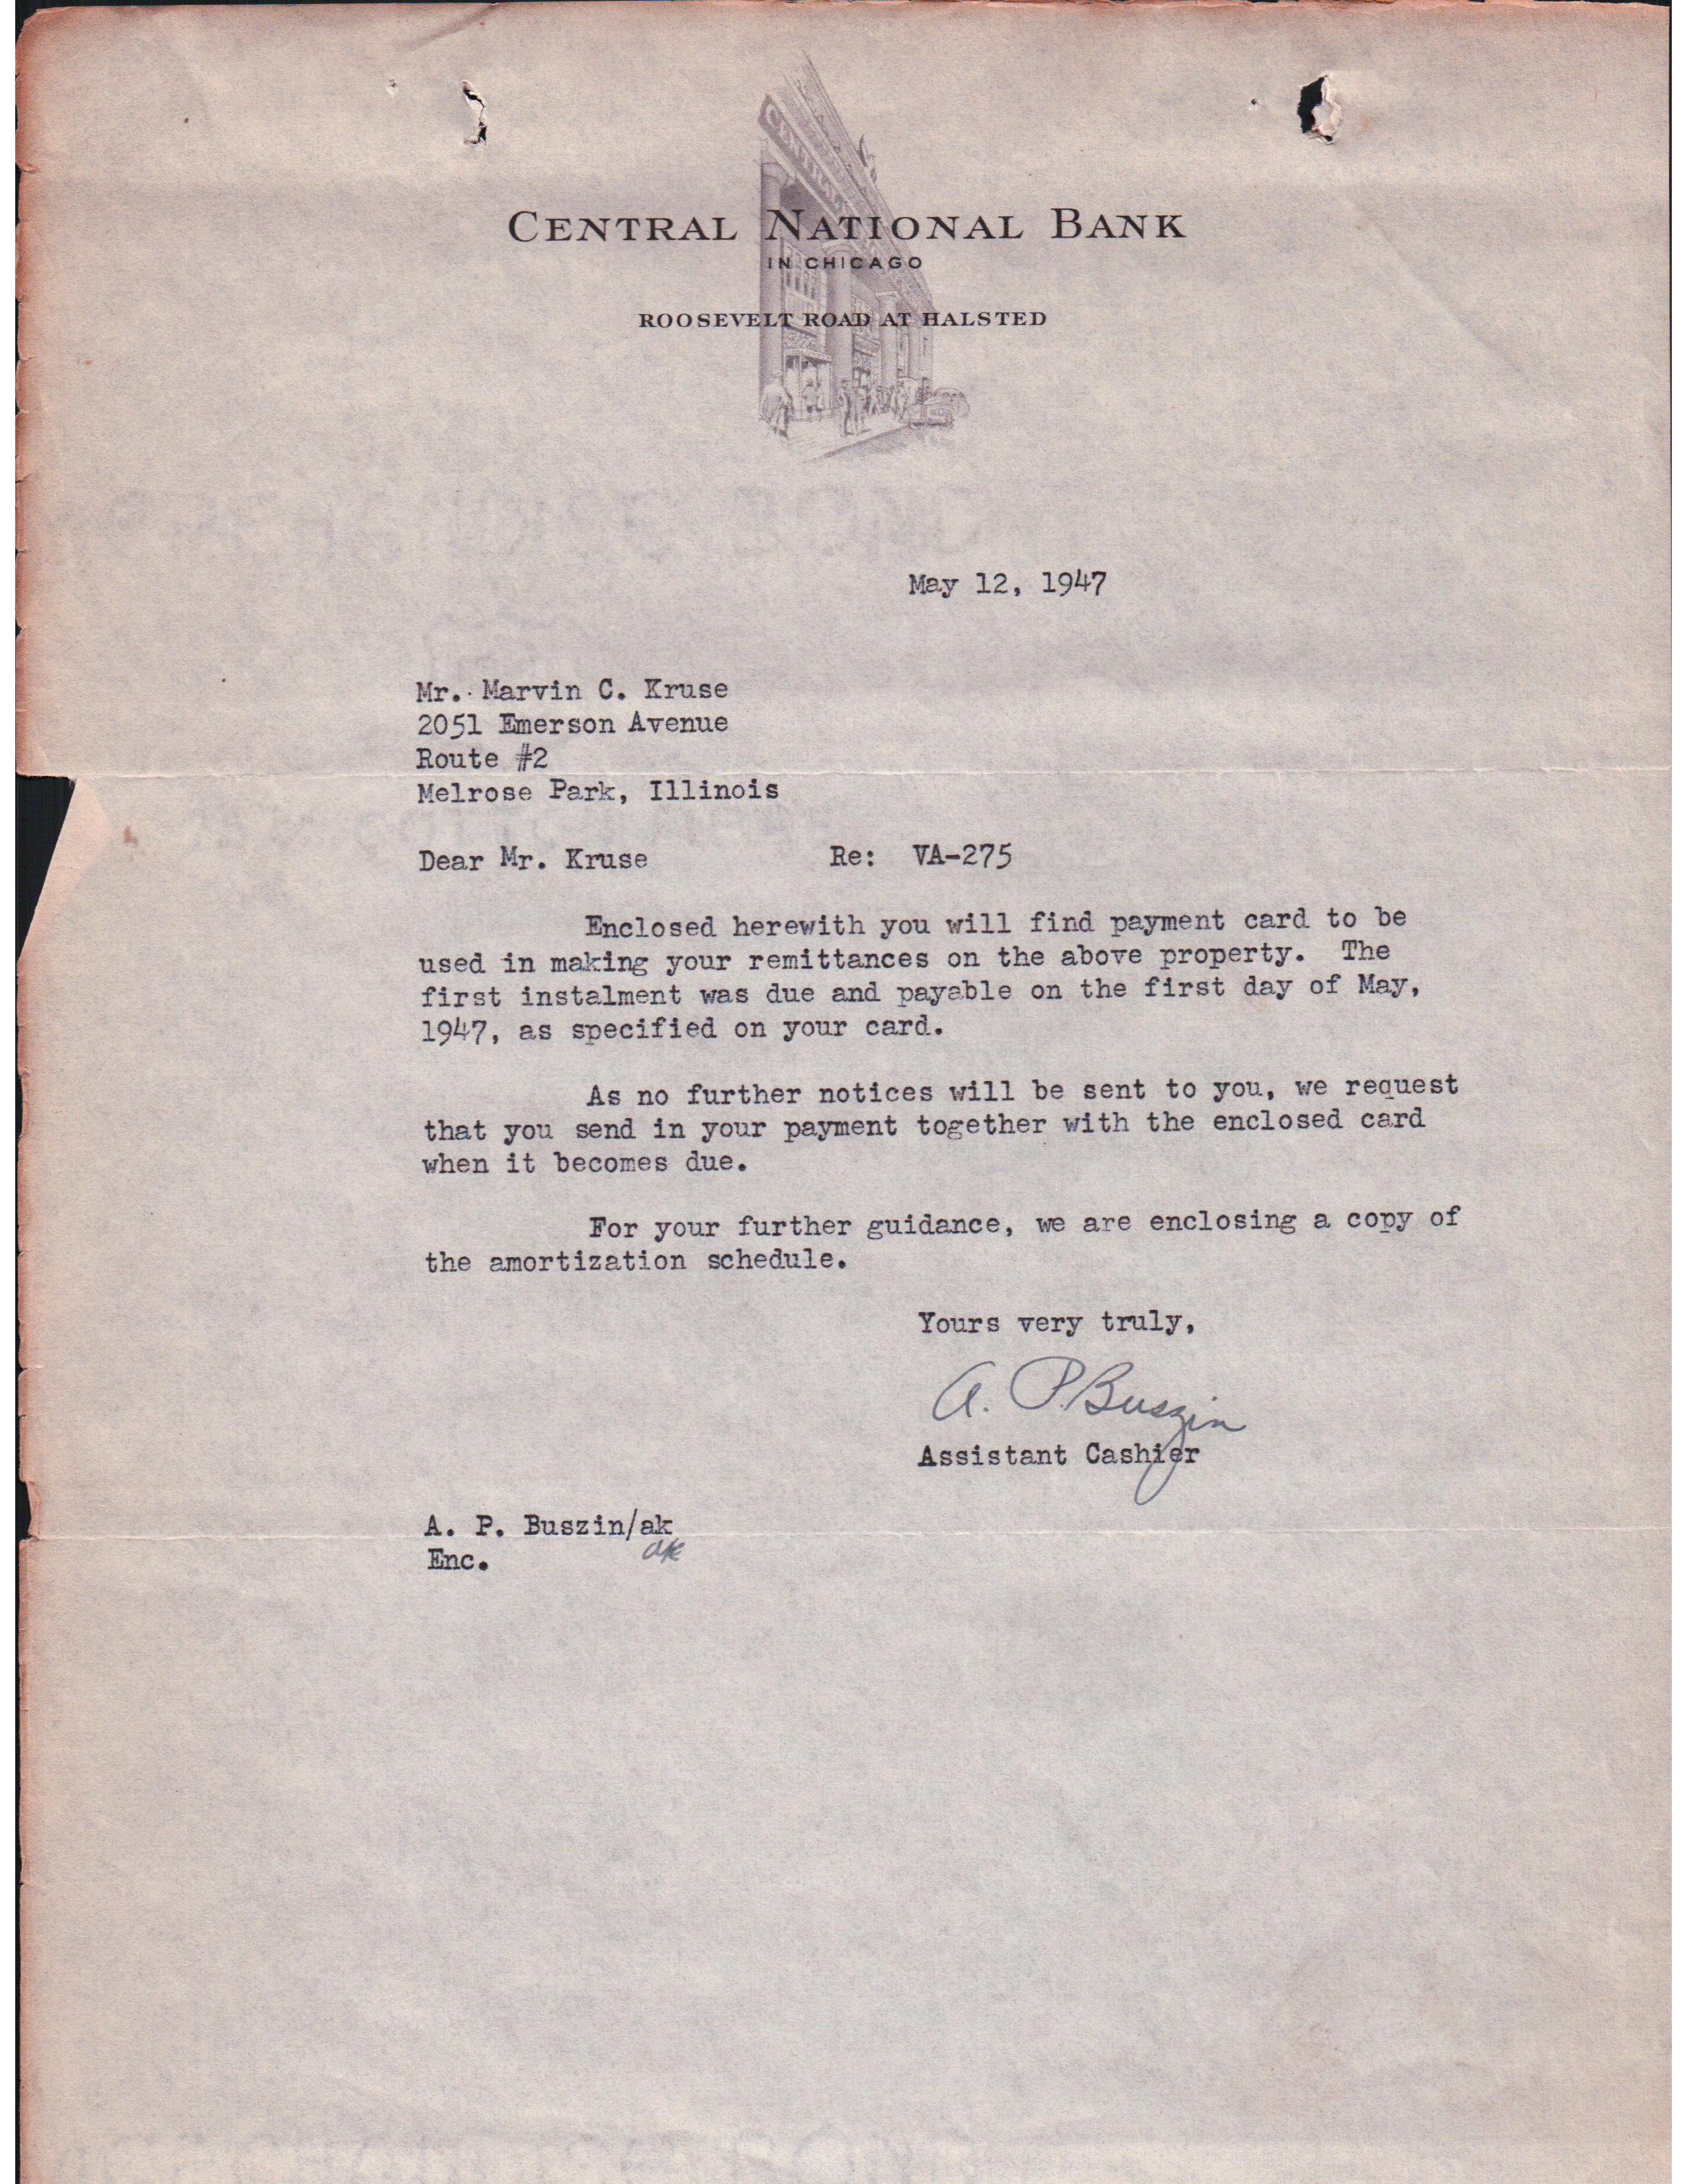 CENTRAL
CENTRAL NATIONAL BANK
IN CHICAGO
ROOSEVELT ROAD AT HALSTED
May 12, 1947
Mr. Marvin C. Kruse
2051 Emerson Avenue
Route #2
Melrose Park, Illinois
Dear Mr. Kruse Re: VA-275
Enclosed herewith you will find payment card to be
used in making your remittances on the above property. The
first instalment was due and payable on the first day of May,
1947, as specified on your card.
As no further notices will be sent to you, we request
that you send in your payment together with the enclosed card
when it becomes due.
For your further guidance, we are enclosing a copy of
the amortization schedule.
Yours very truly,
A. P. Buszin
Assistant Cashier
A. P. Buszin/ak
ak
Enc.